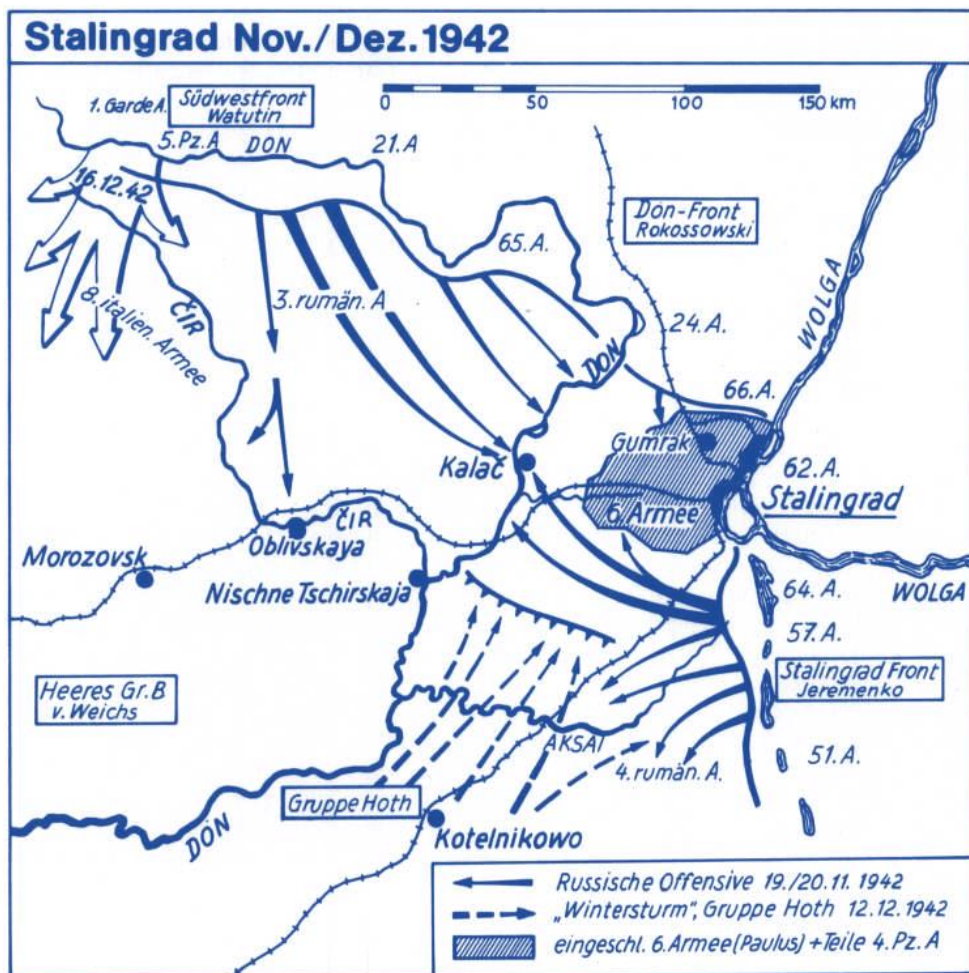 Stalingrad Nov./Dez.1942
0 50 100 150 km
1. Garde A.
Südwestfront
Watutin
5.Pz.A
DON
21.A
16.12.42
8. italien. Armee
ČIR
3.rumän.A
65.A.
Don-Front
Rokossowski
24.A.
WOLGA
DON
66.A.
Gumrak
Kalač
62.A.
Stalingrad
6.Armee
ČIR
Oblivskaya
Morozovsk
Nischne Tschirskaja
64.A.
WOLGA
57.A.
Heeres Gr.B
v. Weichs
Stalingrad Front
Jeremenko
AKSAI
4.rumän.A.
51.A.
Gruppe Hoth
DON
Kotelnikowo
Russische Offensive 19./20.11.1942
„Wintersturm", Gruppe Hoth 12.12.1942
eingeschl. 6.Armee (Paulus) + Teile 4.Pz.A